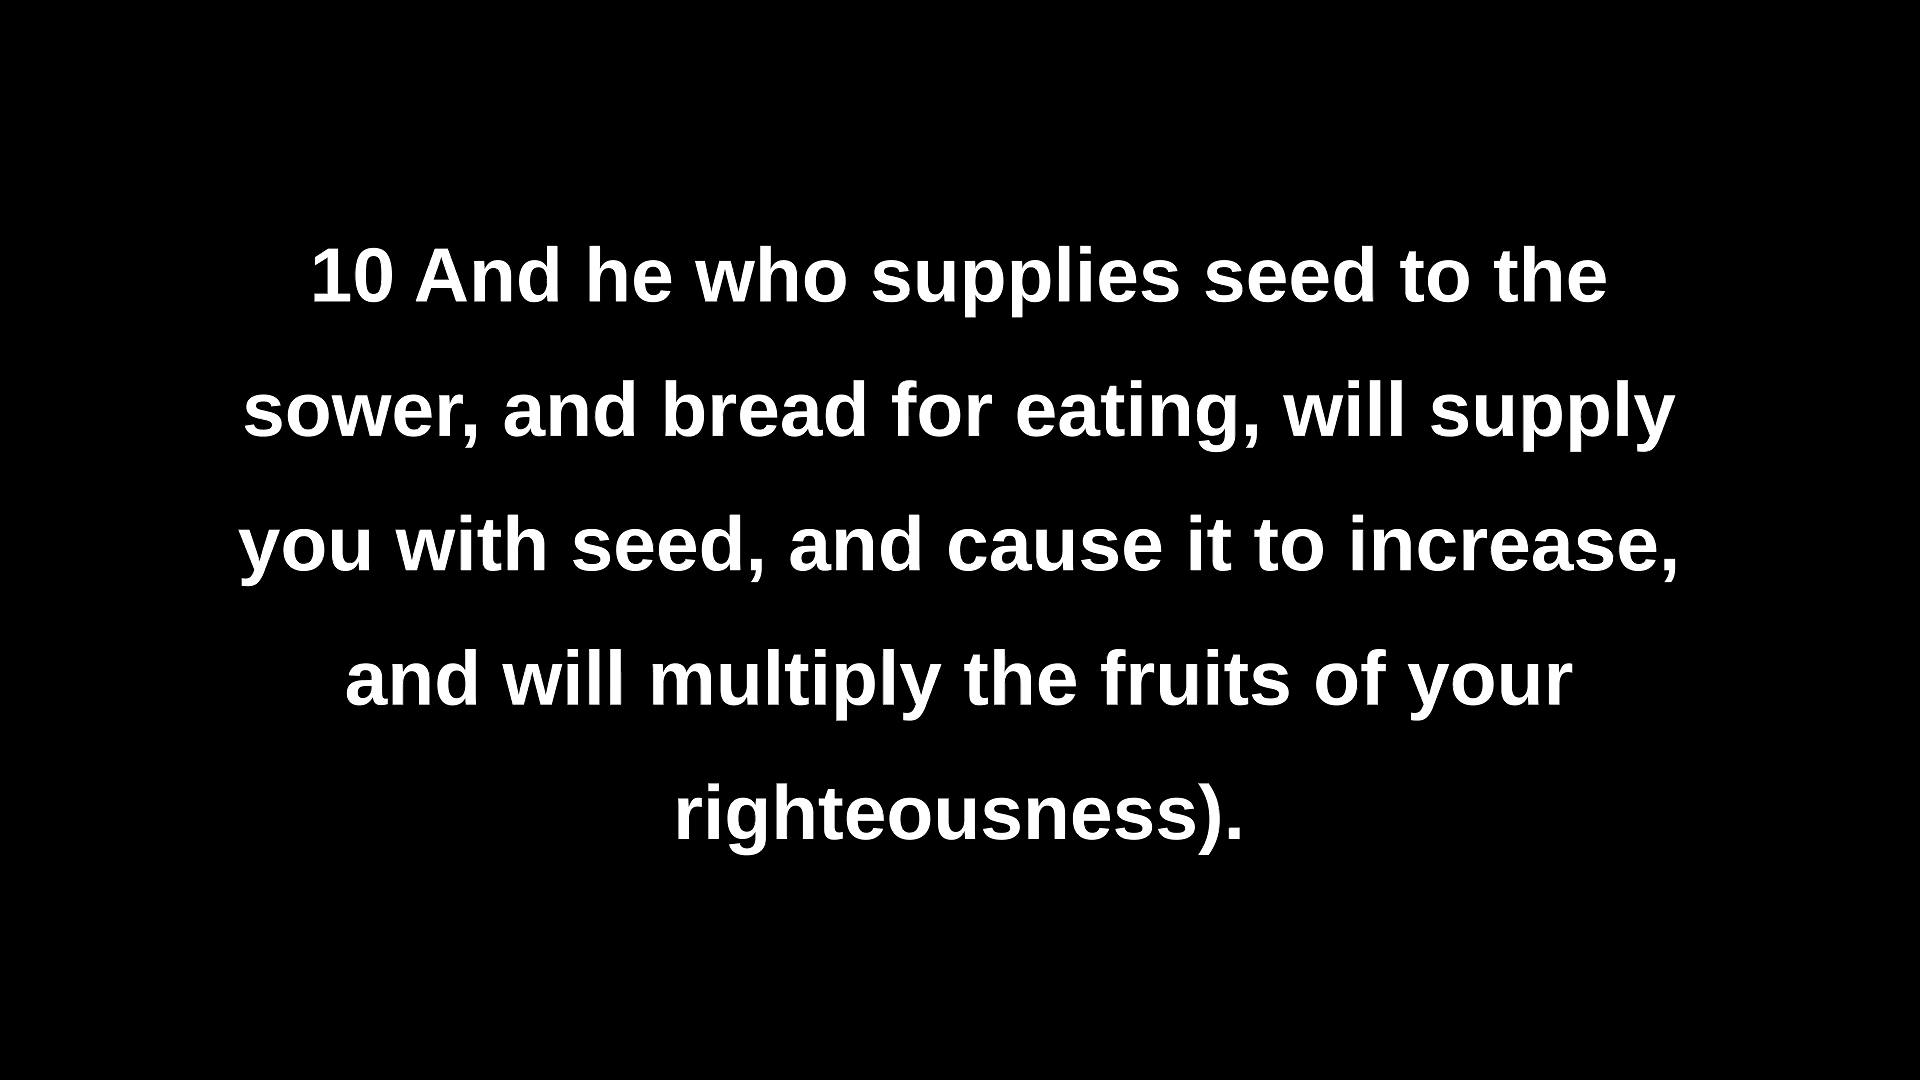 10 And he who supplies seed to the
sower, and bread for eating, will supply
you with seed, and cause it to increase,
and will multiply the fruits of your
righteousness).